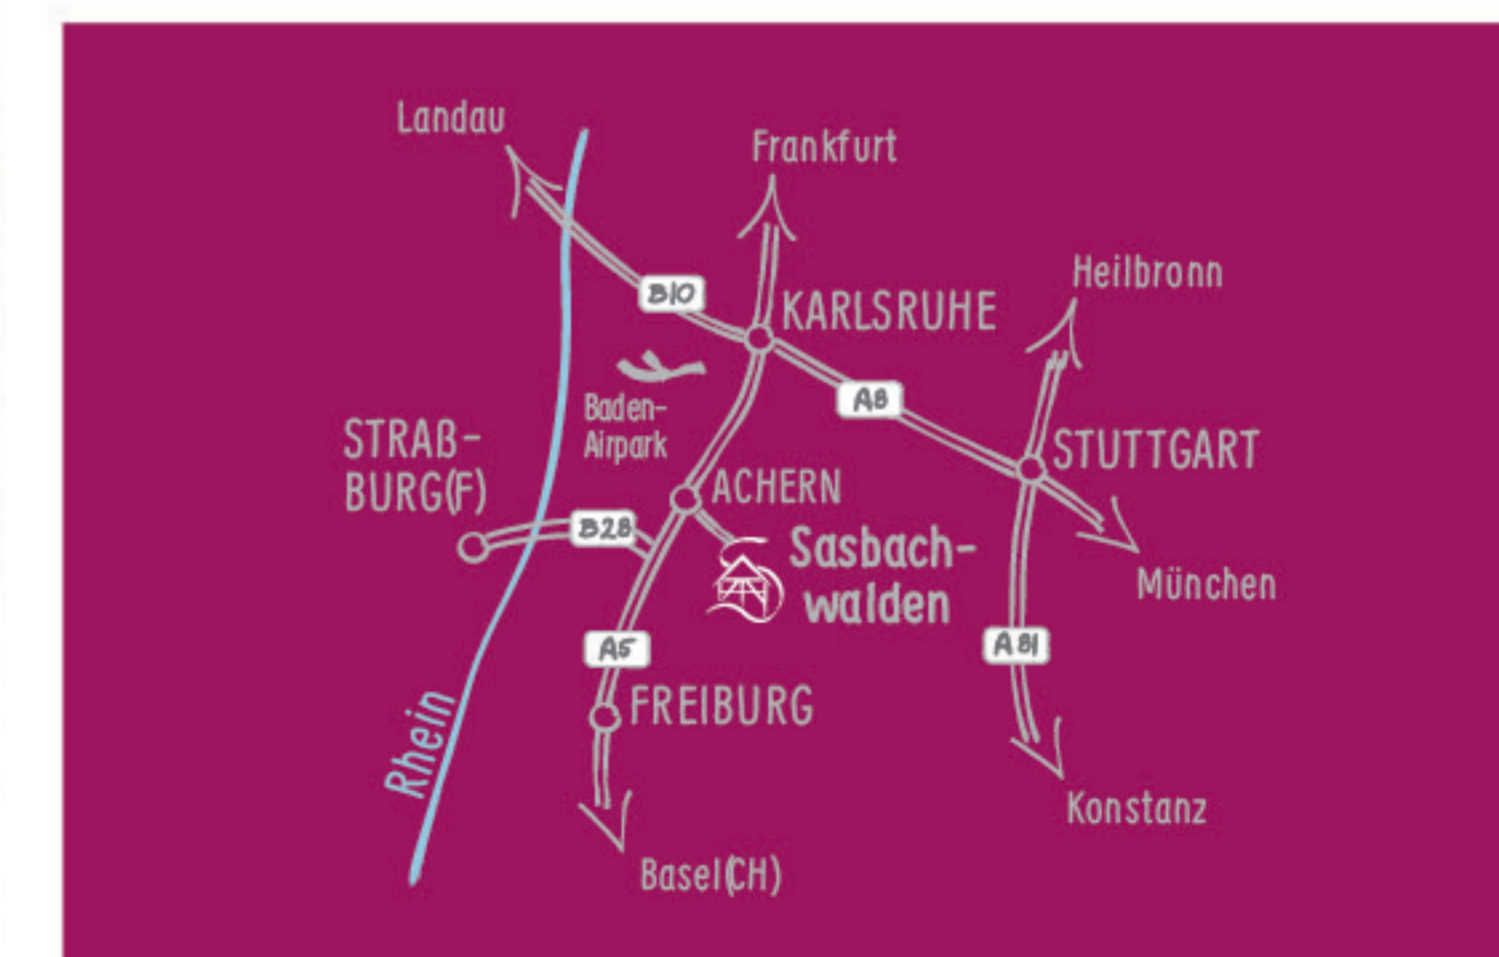 Landau
Frankfurt
Heilbronn
B10
KARLSRUHE
A8
Baden-
Airpark
STRAß-
BURG(F)
STUTTGART
ACHERN
B28
Sasbach-
walden
München
A5
A81
FREIBURG
Rhein
Konstanz
Basel(CH)